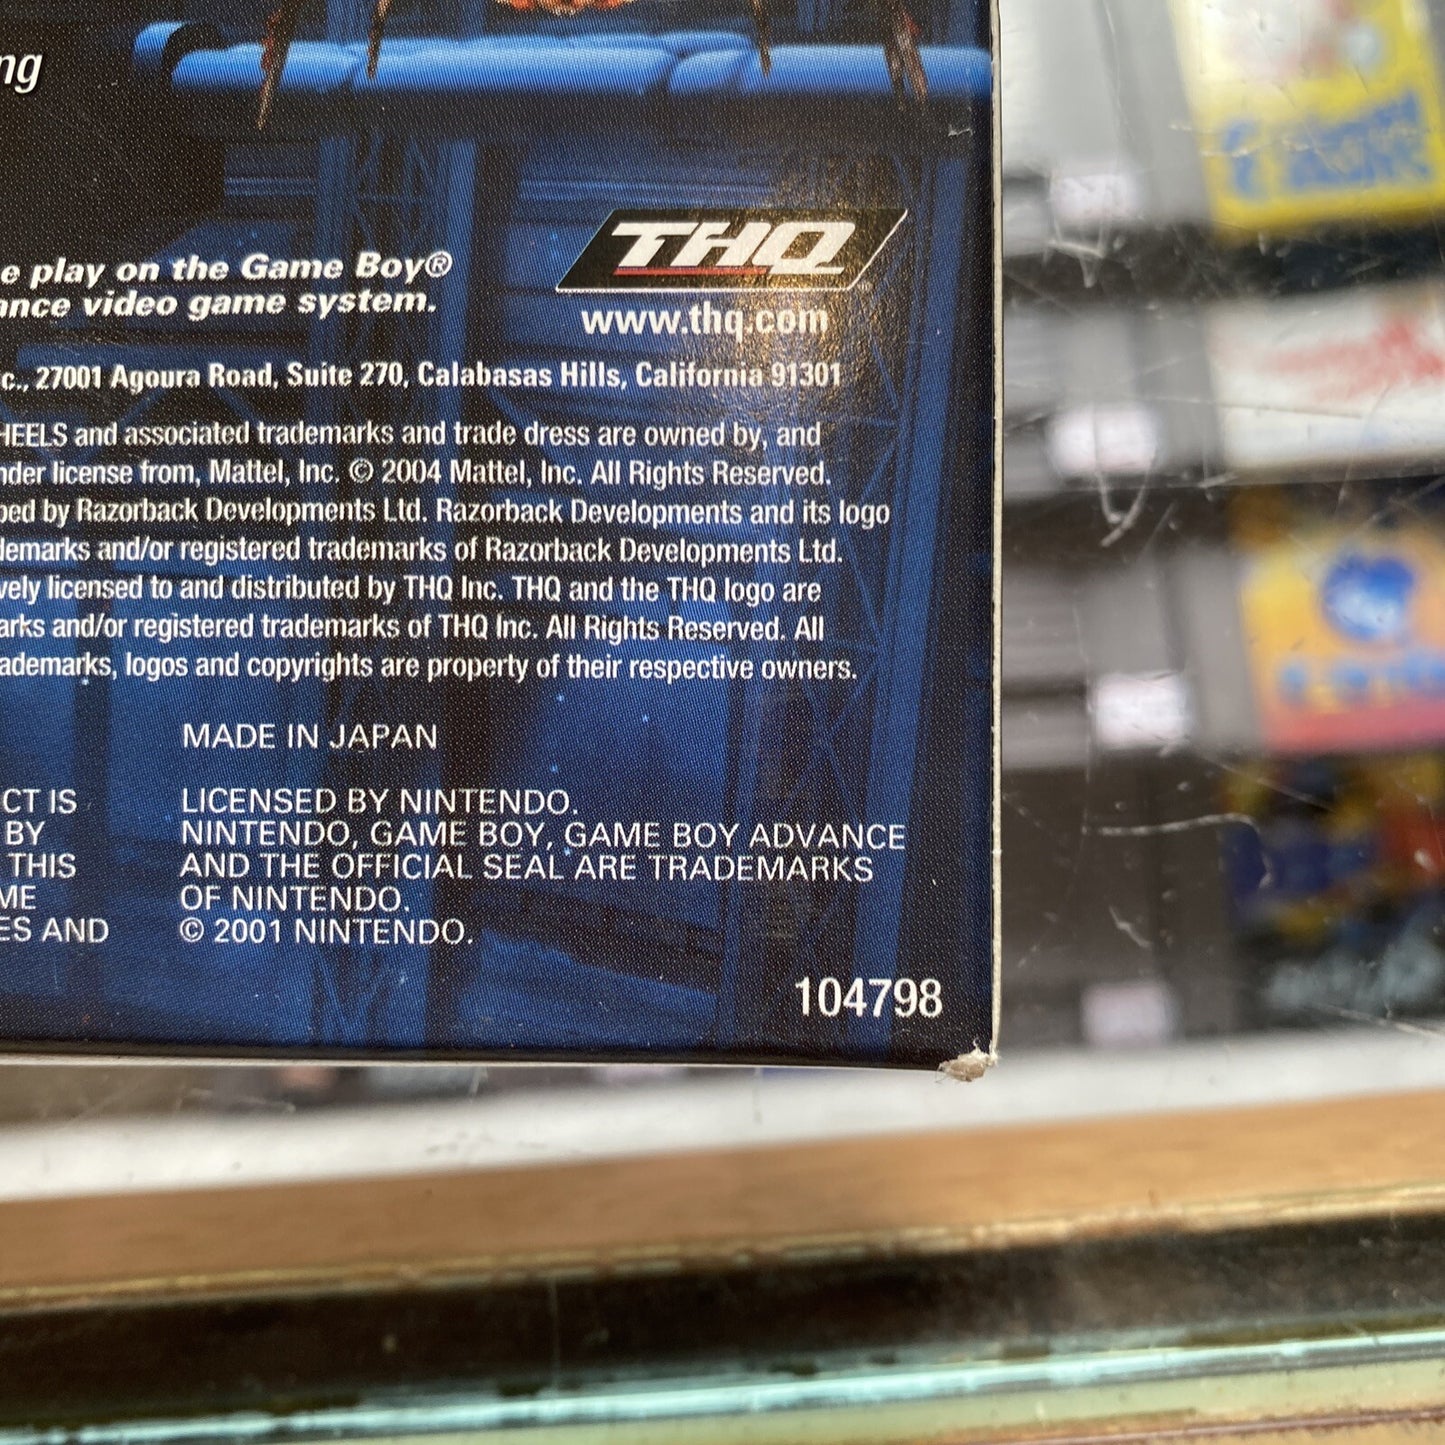 ng
THQ
e play on the Game Boy®
ance video game system.
www.thq.com
c., 27001 Agoura Road, Suite 270, Calabasas Hills, California 91301
HEELS and associated trademarks and trade dress are owned by, and
nder license from, Mattel, Inc. © 2004 Mattel, Inc. All Rights Reserved.
ped by Razorback Developments Ltd. Razorback Developments and its logo
demarks and/or registered trademarks of Razorback Developments Ltd.
vely licensed to and distributed by THQ Inc. THQ and the THQ logo are
arks and/or registered trademarks of THQ Inc. All Rights Reserved. All
ademarks, logos and copyrights are property of their respective owners.
MADE IN JAPAN
CT IS
BY
THIS
ME
ES AND
LICENSED BY NINTENDO.
NINTENDO, GAME BOY, GAME BOY ADVANCE
AND THE OFFICIAL SEAL ARE TRADEMARKS
OF NINTENDO.
© 2001 NINTENDO.
104798